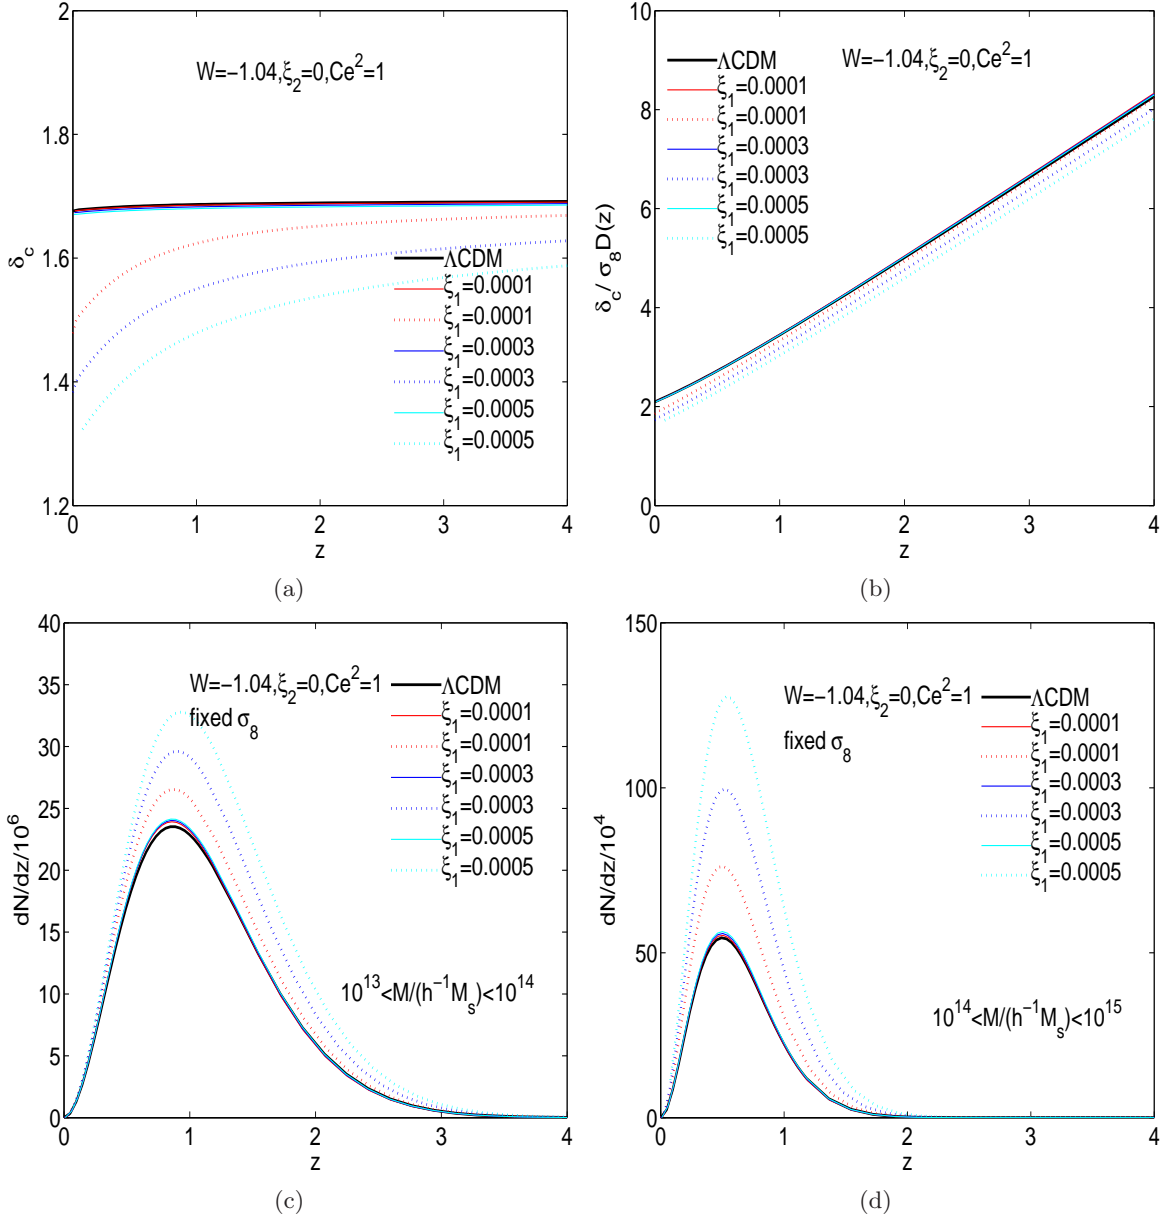 2
1.8
1.6
1.4
1.2
0
1
2
3
4
δc
z
W=−1.04,ξ2=0,Ce²=1
ΛCDM
ξ1=0.0001
ξ1=0.0001
ξ1=0.0003
ξ1=0.0003
ξ1=0.0005
ξ1=0.0005
(a)
10
8
6
4
2
0
0
1
2
3
4
δc/ σ8D(z)
z
W=−1.04,ξ2=0,Ce²=1
ΛCDM
ξ1=0.0001
ξ1=0.0001
ξ1=0.0003
ξ1=0.0003
ξ1=0.0005
ξ1=0.0005
(b)
40
35
30
25
20
15
10
5
0
0
1
2
3
4
dN/dz/10⁶
z
W=−1.04,ξ2=0,Ce²=1
fixed σ8
ΛCDM
ξ1=0.0001
ξ1=0.0001
ξ1=0.0003
ξ1=0.0003
ξ1=0.0005
ξ1=0.0005
10¹³<M/(h⁻¹Ms)<10¹⁴
(c)
150
100
50
0
0
1
2
3
4
dN/dz/10⁴
z
W=−1.04,ξ2=0,Ce²=1
fixed σ8
ΛCDM
ξ1=0.0001
ξ1=0.0001
ξ1=0.0003
ξ1=0.0003
ξ1=0.0005
ξ1=0.0005
10¹⁴<M/(h⁻¹Ms)<10¹⁵
(d)